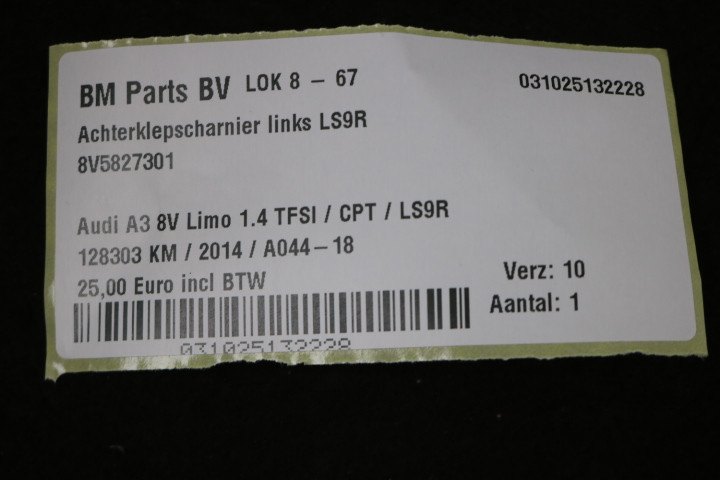 BM Parts BV LOK 8 - 67
031025132228
Achterklepscharnier links LS9R
8V5827301
Audi A3 8V Limo 1.4 TFSI / CPT / LS9R
128303 KM / 2014 / A044-18
25,00 Euro incl BTW
Verz: 10
Aantal: 1
031025132228